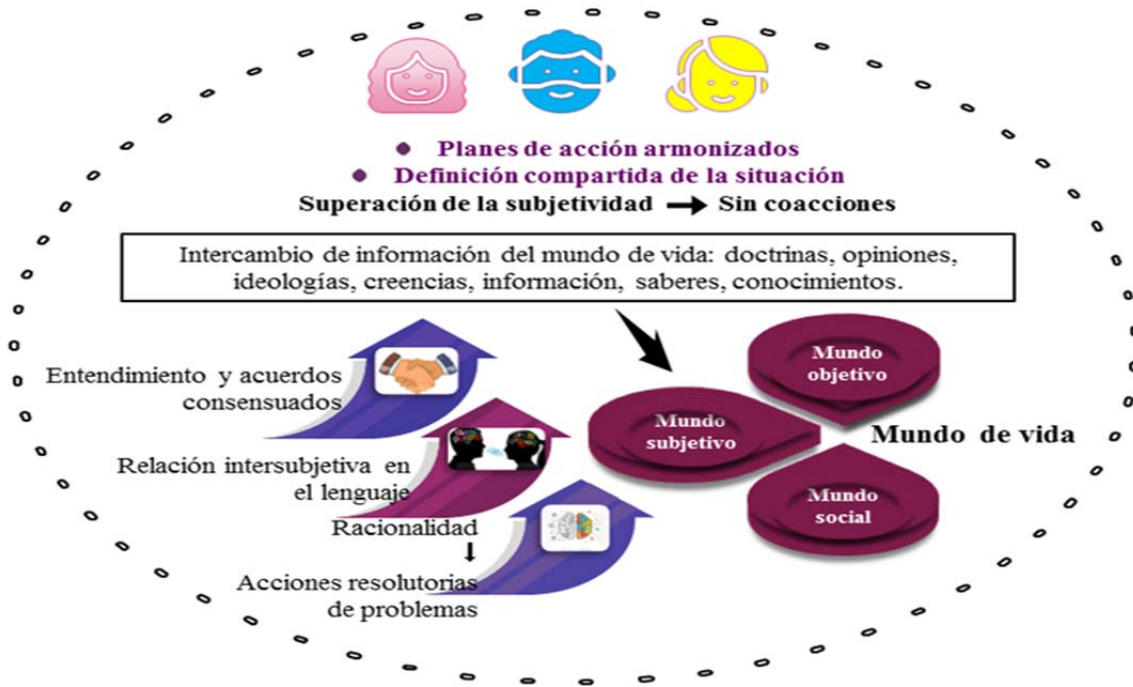 Planes de acción armonizados
Definición compartida de la situación
Superación de la subjetividad → Sin coacciones
Intercambio de información del mundo de vida: doctrinas, opiniones,
ideologías, creencias, información, saberes, conocimientos.
Entendimiento y acuerdos
consensuados
Relación intersubjetiva en
el lenguaje
Racionalidad
Acciones resolutorias
de problemas
Mundo
objetivo
Mundo
subjetivo
Mundo de vida
Mundo
social